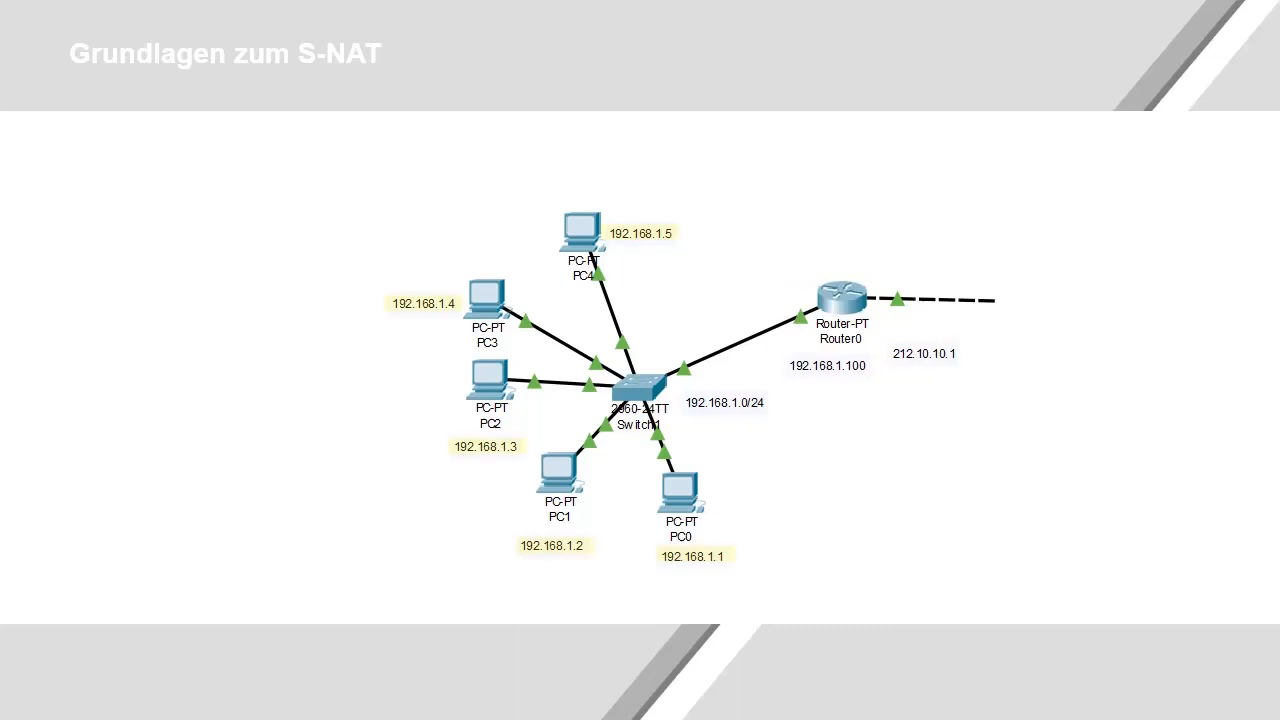 Grundlagen zum S-NAT
192.168.1.5
PC-PT
PC4
192.168.1.4
PC-PT
PC3
Router-PT
Router0
212.10.10.1
192.168.1.100
PC-PT
PC2
192.168.1.3
2960-24TT
Switch1
192.168.1.0/24
PC-PT
PC1
192.168.1.2
PC-PT
PC0
192.168.1.1